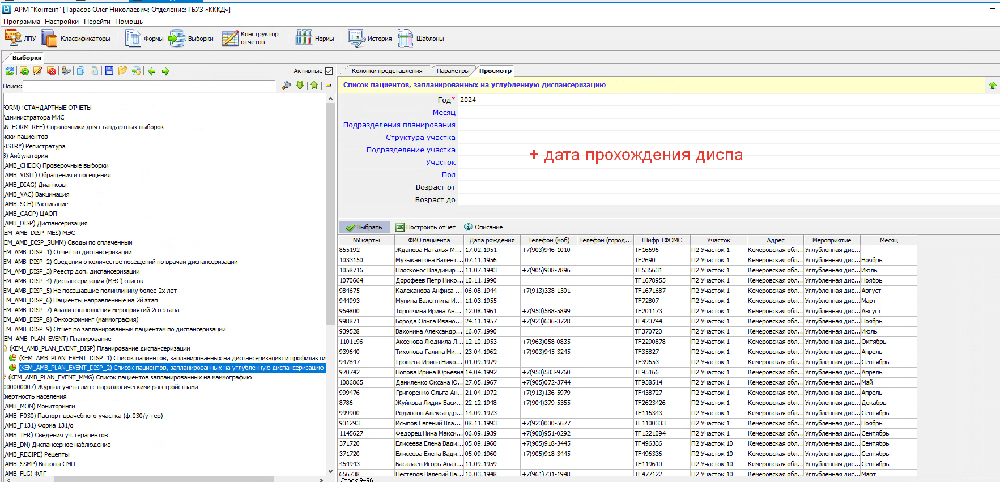 АРМ "Контент" [Тарасов Олег Николаевич; Отделение: ГБУЗ «КККД»]
Программа Настройки Перейти Помощь
ЛПУ Классификаторы Формы Выборки Конструктор отчетов Нормы История Шаблоны
Выборки
Активные
Поиск:
FORM) !СТАНДАРТНЫЕ ОТЧЕТЫ
Администратора МИС
AN_FORM_REF) Справочники для стандартных выборок
иски пациентов
GISTRY) Регистратура
B) Амбулатория
_AMB_CHECK) Проверочные выборки
_AMB_VISIT) Обращения и посещения
_AMB_DIAG) Диагнозы
_AMB_VAC) Вакцинация
_AMB_SCH) Расписание
_AMB_CAOP) ЦАОП
_AMB_DISP) Диспансеризация
EM_AMB_DISP_MES) МЭС
EM_AMB_DISP_SUMM) Своды по оплаченным
EM_AMB_DISP_1) Отчет по диспансеризации
EM_AMB_DISP_2) Сведения о количестве посещений по врачам диспансеризации
EM_AMB_DISP_3) Реестр доп. диспансеризации
EM_AMB_DISP_4) Диспансеризация (МЭС) список
EM_AMB_DISP_5) Не посещавшие поликлинику более 2х лет
EM_AMB_DISP_6) Пациенты направленные на 2й этап
EM_AMB_DISP_7) Анализ выполнения мероприятий 2го этапа
EM_AMB_DISP_8) Онкоскрининг (маммография)
EM_AMB_DISP_9) Отчет по запланированным пациентам по диспансеризации
EM_AMB_PLAN_EVENT) Планирование
(KEM_AMB_PLAN_EVENT_DISP) Планирование диспансеризации
(KEM_AMB_PLAN_EVENT_DISP_1) Список пациентов, запланированных на диспансеризацию и профилакти
(KEM_AMB_PLAN_EVENT_DISP_2) Список пациентов, запланированных на углубленную диспансеризацию
(KEM_AMB_PLAN_EVENT_MMG) Список пациентов запланированных на маммографию
000000007) Журнал учета лиц с наркологическими расстройствами
мертность населения
_AMB_MON) Мониторинги
_AMB_F030) Паспорт врачебного участка (ф.030/у-тер)
_AMB_F131) Форма 131/о
_AMB_TER) Сведения уч.терапевтов
_AMB_DN) Диспансерное наблюдение
_AMB_RECIPE) Рецепты
_AMB_SSMP) Вызовы СМП
_AMB_FLG) ФЛГ
Колонки представления Параметры Просмотр
Список пациентов, запланированных на углубленную диспансеризацию
Год* 2024
Месяц
Подразделения планирования
Структура участка
Подразделение участка
+ дата прохождения диспа
Участок
Пол
Возраст от
Возраст до
Выбрать Построить отчет Описание
№ карты ФИО пациента Дата рождения Телефон (моб) Телефон (город... Шифр ТФОМС Участок Адрес Мероприятие Месяц
855192 Жданова Наталья М... 17.02.1951 +7(903)946-1010 TF16696 П2 Участок 1 Кемеровская обл... Углубленная дис...
1033150 Музыкантова Валент... 07.11.1956 TF2690 П2 Участок 1 Кемеровская обл... Углубленная дис... Ноябрь
1058716 Плосконос Владимир ... 11.07.1943 +7(905)908-7896 TF535631 П2 Участок 1 Кемеровская обл... Углубленная дис... Июль
1070664 Дорофеев Петр Нико... 10.11.1990 TF1678955 П2 Участок 1 Кемеровская обл... Углубленная дис... Ноябрь
984675 Калеканова Анфиса ... 06.08.1944 +7(913)338-1301 TF1671687 П2 Участок 1 Кемеровская обл... Углубленная дис... Август
944993 Мунина Валентина И... 11.03.1955 TF72807 П2 Участок 1 Кемеровская обл... Углубленная дис... Март
954800 Торопчина Ирина Ан... 12.08.1961 +7(950)588-5899 TF201173 П2 Участок 1 Кемеровская обл... Углубленная дис... Август
998871 Борода Ольга Ивано... 24.11.1957 +7(923)636-3728 TF423744 П2 Участок 1 Кемеровская обл... Углубленная дис... Ноябрь
939528 Вахонина Александр... 16.07.1990 TF370720 П2 Участок 1 Кемеровская обл... Углубленная дис... Июль
1101196 Аксенова Людмила Л... 12.10.1953 +7(963)058-0835 TF2290878 П2 Участок 1 Кемеровская обл... Углубленная дис... Октябрь
939640 Тихонова Галина Ми... 23.04.1962 +7(903)945-3245 TF35827 П2 Участок 1 Кемеровская обл... Углубленная дис... Апрель
947847 Грошева Ирина Нико... 01.09.1979 TF39653 П2 Участок 1 Кемеровская обл... Углубленная дис... Сентябрь
970742 Попова Ирина Юрьевна 14.04.1992 +7(950)583-9760 TF95166 П2 Участок 1 Кемеровская обл... Углубленная дис... Апрель
1086865 Даниленко Оксана Ю... 27.05.1967 +7(905)072-3744 TF938514 П2 Участок 1 Кемеровская обл... Углубленная дис... Май
999476 Григоренко Ольга Ан... 21.04.1972 +7(913)136-5979 TF438727 П2 Участок 1 Кемеровская обл... Углубленная дис... Апрель
8786 Жуйкова Лидия Васи... 22.12.1948 +7(904)379-5355 TF2623426 П2 Участок 1 Кемеровская обл... Углубленная дис... Декабрь
999900 Родионов Александр... 14.09.1973 TF116343 П2 Участок 1 Кемеровская обл... Углубленная дис... Сентябрь
931293 Исыпов Евгений Вла... 08.11.1993 +7(923)030-5677 TF1100333 П2 Участок 1 Кемеровская обл... Углубленная дис... Ноябрь
1145627 Федорец Нина Макси... 06.09.1939 +7(908)951-0292 TF1221094 П2 Участок 1 Кемеровская обл... Углубленная дис... Сентябрь
371720 Елисеева Елена Вади... 05.09.1960 +7(905)918-3445 TF496336 П2 Участок 10 Кемеровская обл... Углубленная дис... Сентябрь
371720 Елисеева Елена Вади... 05.09.1960 +7(905)918-3445 TF496336 П2 Участок 10 Кемеровская обл... Углубленная дис... Сентябрь
454943 Басалаев Игорь Анат... 11.09.1959 TF119610 П2 Участок 10 Кемеровская обл... Углубленная дис... Сентябрь
656738 Нестеров Валерий Ва... 10.03.1948 +7(961)731-1948 TF477122 П2 Участок 10 Кемеровская обл... Углубленная дис... Март
Строк 9496